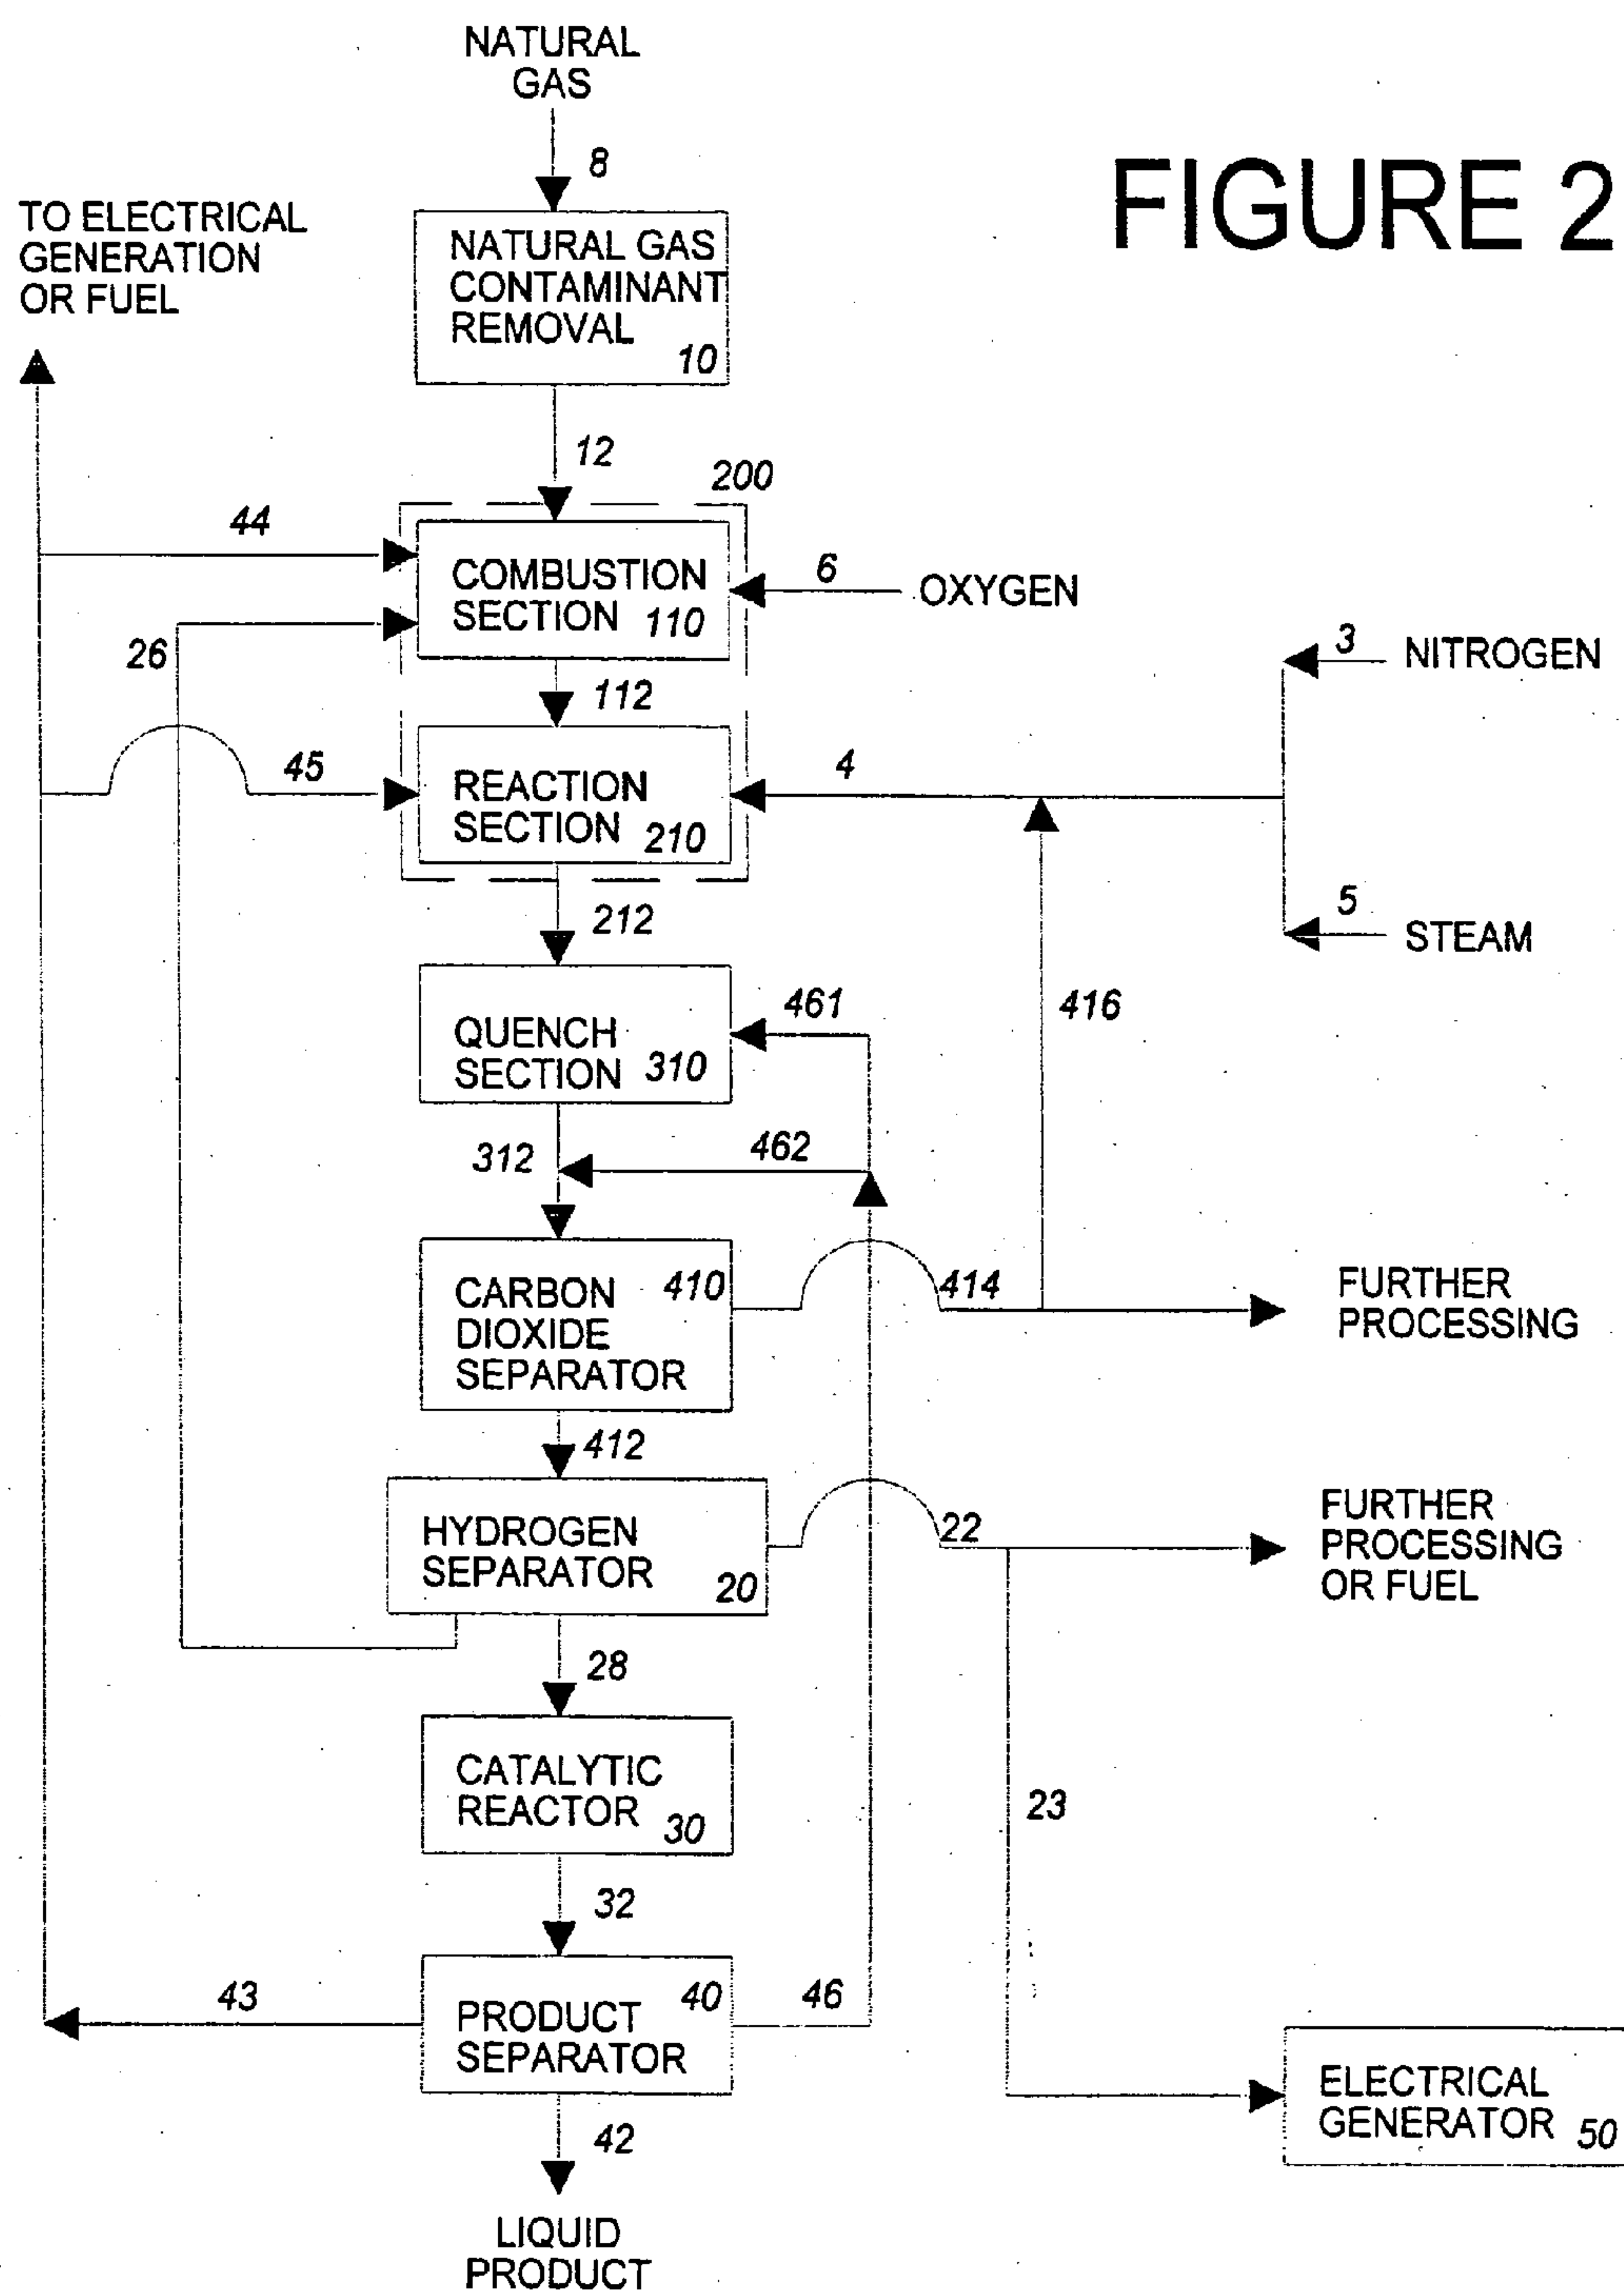 NATURAL
GAS
8
FIGURE 2
TO ELECTRICAL
GENERATION
OR FUEL
NATURAL GAS
CONTAMINANT
REMOVAL
10
12
200
44
COMBUSTION
SECTION 110
6
OXYGEN
26
3
NITROGEN
112
45
REACTION
SECTION 210
4
212
5
STEAM
461
416
QUENCH
SECTION 310
312
462
CARBON
DIOXIDE
SEPARATOR
410
414
FURTHER
PROCESSING
412
HYDROGEN
SEPARATOR
20
22
FURTHER
PROCESSING
OR FUEL
28
CATALYTIC
REACTOR
30
23
32
43
PRODUCT
SEPARATOR
40
46
ELECTRICAL
GENERATOR 50
42
LIQUID
PRODUCT